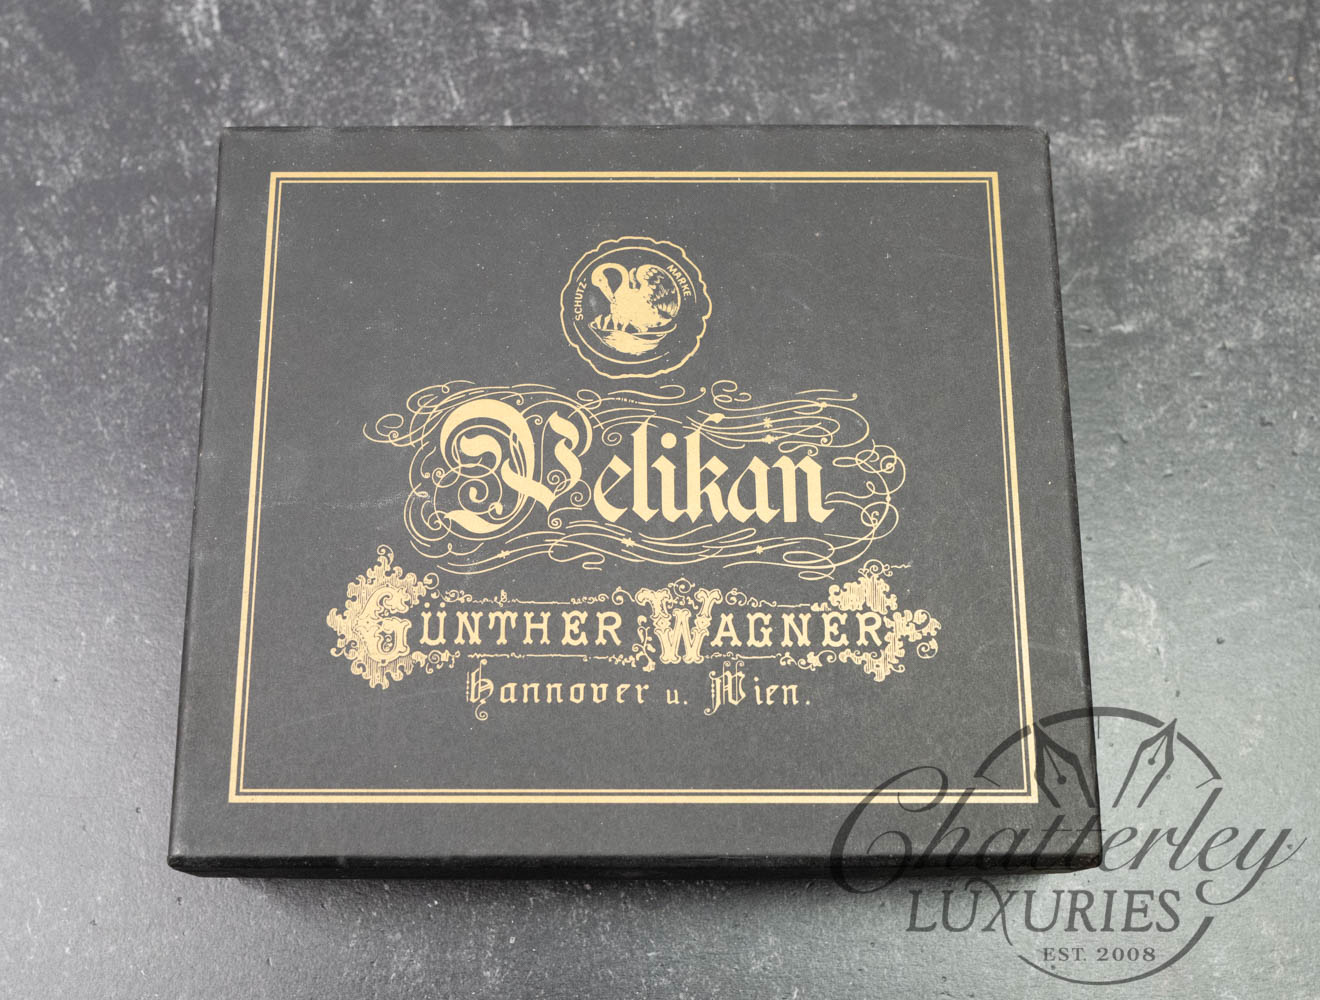 SCHUTZ- MARKE
Pelikan
GÜNTHER WAGNER
Hannover u. Wien.
Chatterley
LUXURIES
EST. 2008